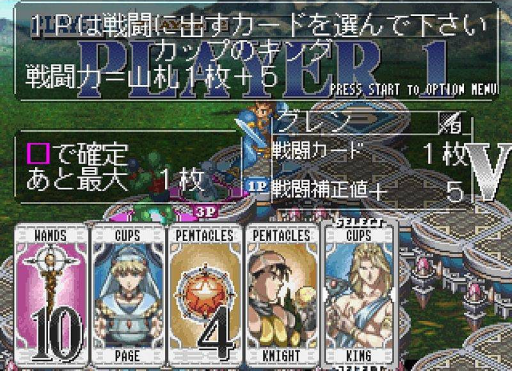 1Pは戦闘に出すカードを選んで下さい
カップのキング
戦闘力＝山札1枚＋5
PLAYER 1
PRESS START TO OPTION MENU
□で確定
あと最大 1枚
グレン
戦闘カード 1枚
戦闘補正値＋ 5
1P
3P
V
SELECT
WANDS
10
CUPS
PAGE
PENTACLES
4
PENTACLES
KNIGHT
CUPS
KING